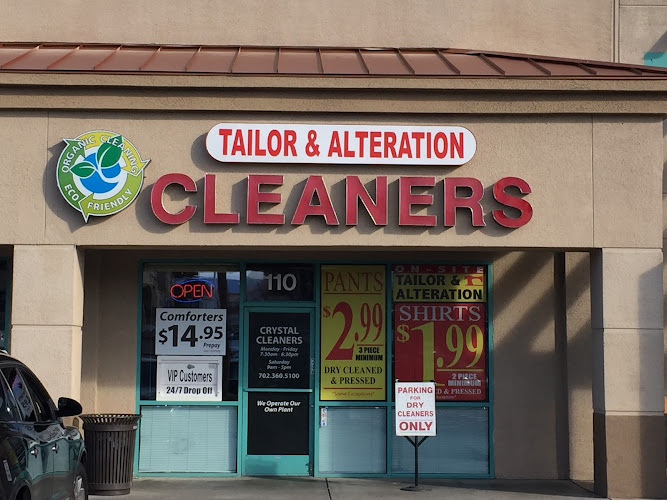 TAILOR & ALTERATION
ORGANIC CLEANING
ECO FRIENDLY
CLEANERS
OPEN
110
Comforters
$14.95
Prepay
VIP Customers
24/7 Drop Off
CRYSTAL
CLEANERS
Monday - Friday
7:30am - 6:30pm
Saturday
9am - 5pm
702.360.5100
We Operate Our
Own Plant
PANTS
$2.99
3 PIECE
MINIMUM
DRY CLEANED
& PRESSED
ON-SITE
TAILOR &
ALTERATION
SHIRTS
$1.99
2 PIECE
MINIMUM
& PRESSED
PARKING
FOR
DRY
CLEANERS
ONLY